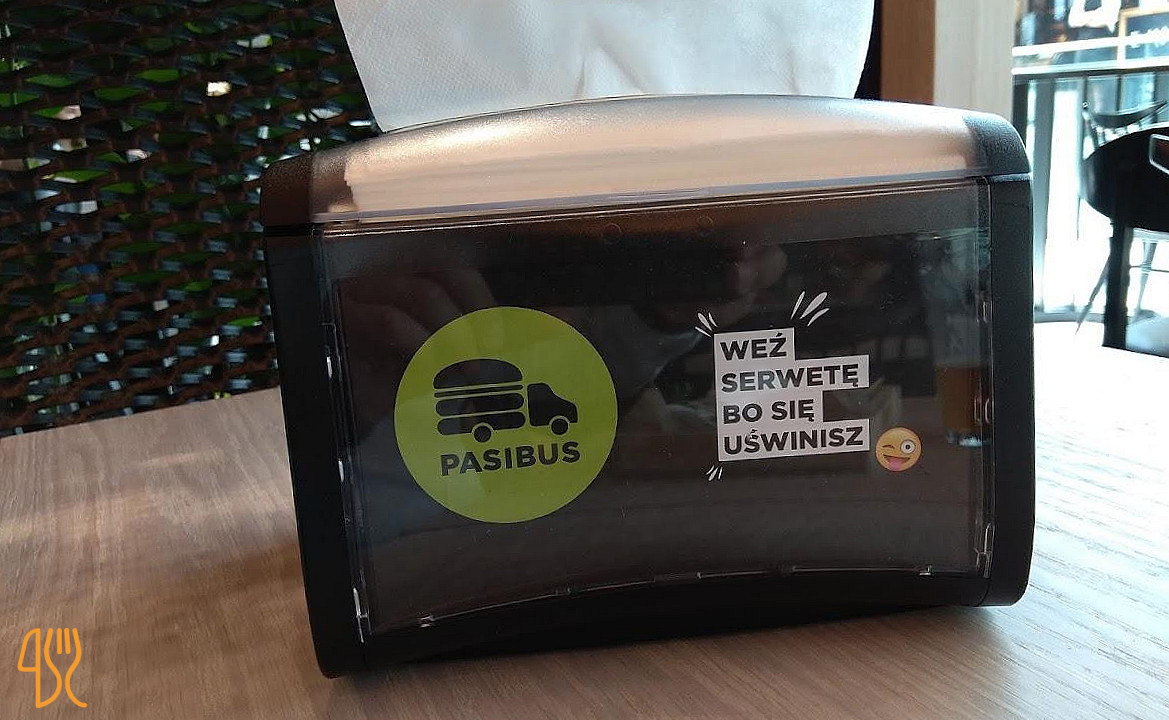 PASIBUS
WEŹ
SERWETĘ
BO SIĘ
UŚWINISZ